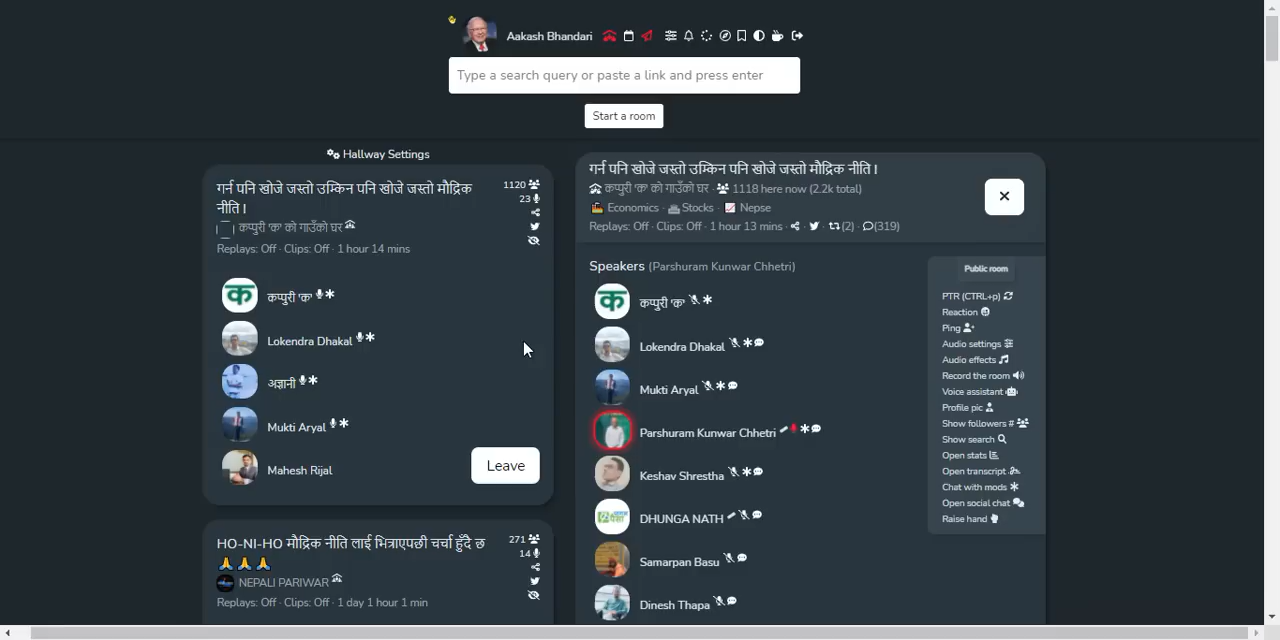 Aakash Bhandari
Type a search query or paste a link and press enter
Start a room
Hallway Settings
गर्न पनि खोजे जस्तो उम्किन पनि खोजे जस्तो मौद्रिक
नीति ।
1120
23
कप्पुरी 'क' को गाउँको घर
Replays: Off · Clips: Off · 1 hour 14 mins
क
कप्पुरी 'क'
Lokendra Dhakal
अज्ञानी
Mukti Aryal
Mahesh Rijal
Leave
HO-NI-HO मौद्रिक नीति लाई भित्राएपछी चर्चा हुँदै छ
🙏 🙏 🙏
271
14
NEPALI PARIWAR
Replays: Off · Clips: Off · 1 day 1 hour 1 min
गर्न पनि खोजे जस्तो उम्किन पनि खोजे जस्तो मौद्रिक नीति ।
कप्पुरी 'क' को गाउँको घर · 1118 here now (2.2k total)
Economics · Stocks · Nepse
Replays: Off · Clips: Off · 1 hour 13 mins · (2) · (319)
Speakers (Parshuram Kunwar Chhetri)
क
कप्पुरी 'क'
Lokendra Dhakal
Mukti Aryal
Parshuram Kunwar Chhetri
Keshav Shrestha
DHUNGA NATH
Samarpan Basu
Dinesh Thapa
Public room
PTR (CTRL+p)
Reaction
Ping
Audio settings
Audio effects
Record the room
Voice assistant
Profile pic
Show followers #
Show search
Open stats
Open transcript
Chat with mods
Open social chat
Raise hand